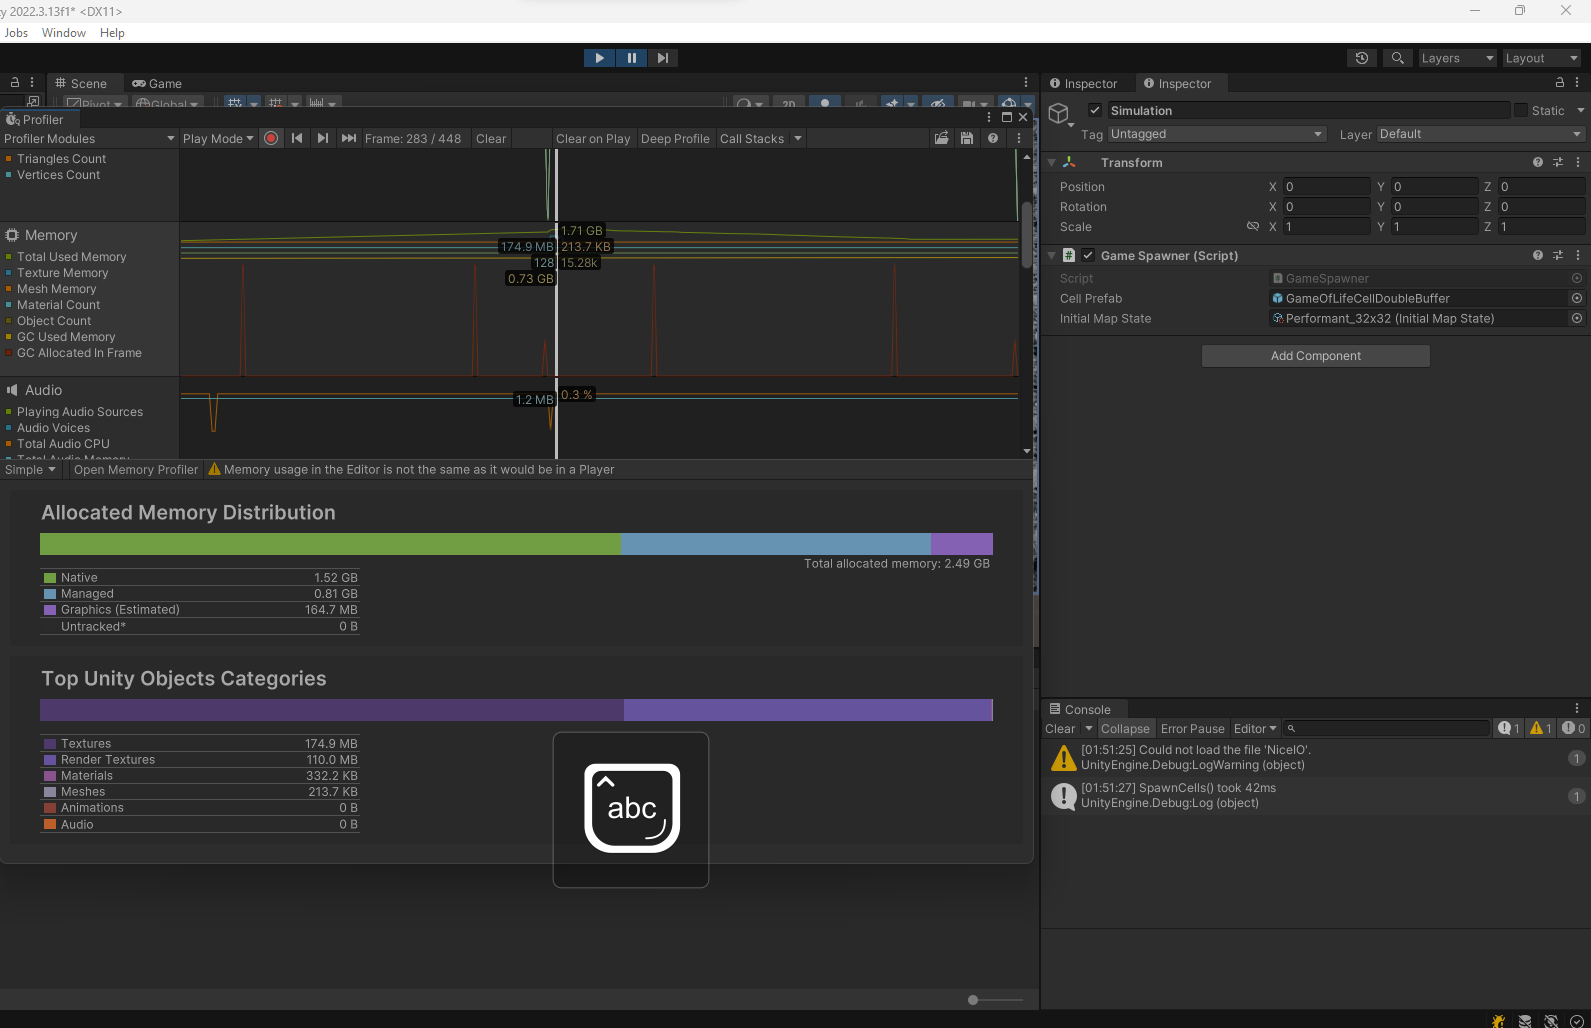 y 2022.3.13f1* <DX11>
Jobs Window Help
Layers Layout
Scene Game
Pivot Global 2D
Profiler
Profiler Modules Play Mode Frame: 283 / 448 Clear Clear on Play Deep Profile Call Stacks
Triangles Count
Vertices Count
Memory
Total Used Memory
Texture Memory
Mesh Memory
Material Count
Object Count
GC Used Memory
GC Allocated In Frame
1.71 GB
174.9 MB 213.7 KB
128 15.28k
0.73 GB
Audio
Playing Audio Sources
Audio Voices
Total Audio CPU
Total Audio Memory
1.2 MB 0.3 %
Simple Open Memory Profiler Memory usage in the Editor is not the same as it would be in a Player
Allocated Memory Distribution
Total allocated memory: 2.49 GB
Native 1.52 GB
Managed 0.81 GB
Graphics (Estimated) 164.7 MB
Untracked* 0 B
Top Unity Objects Categories
Textures 174.9 MB
Render Textures 110.0 MB
Materials 332.2 KB
Meshes 213.7 KB
Animations 0 B
Audio 0 B
abc
Inspector Inspector
Simulation Static
Tag Untagged Layer Default
Transform
Position X 0 Y 0 Z 0
Rotation X 0 Y 0 Z 0
Scale X 1 Y 1 Z 1
# Game Spawner (Script)
Script GameSpawner
Cell Prefab GameOfLifeCellDoubleBuffer
Initial Map State Performant_32x32 (Initial Map State)
Add Component
Console
Clear Collapse Error Pause Editor 1 1 0
[01:51:25] Could not load the file 'NiceIO'.
UnityEngine.Debug:LogWarning (object)
1
[01:51:27] SpawnCells() took 42ms
UnityEngine.Debug:Log (object)
1